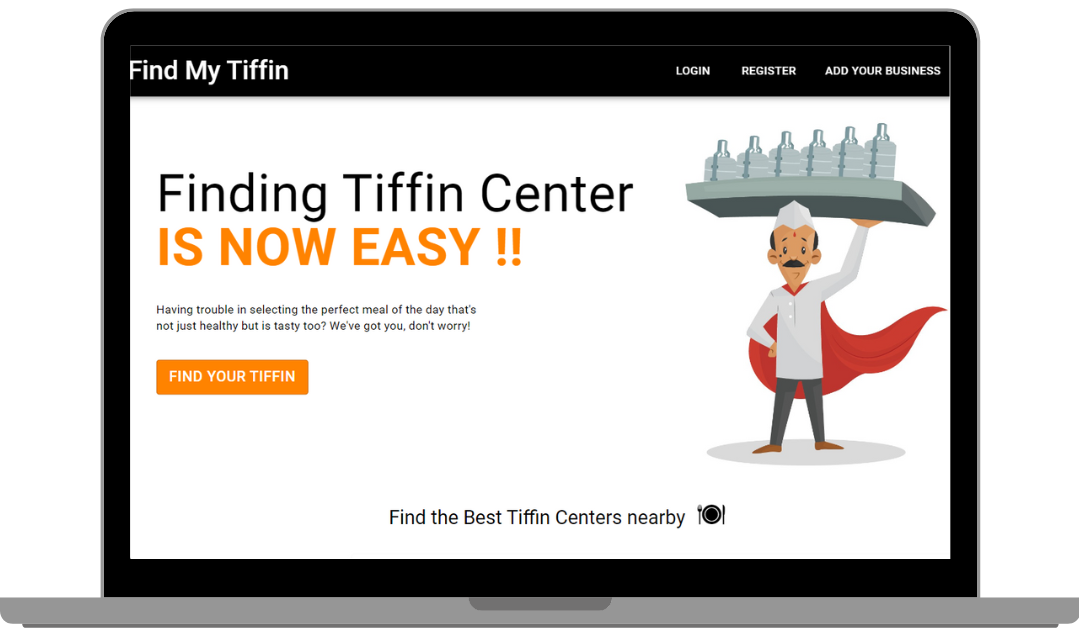 Find My Tiffin
LOGIN REGISTER ADD YOUR BUSINESS
Finding Tiffin Center
IS NOW EASY !!
Having trouble in selecting the perfect meal of the day that's
not just healthy but is tasty too? We've got you, don't worry!
FIND YOUR TIFFIN
Find the Best Tiffin Centers nearby